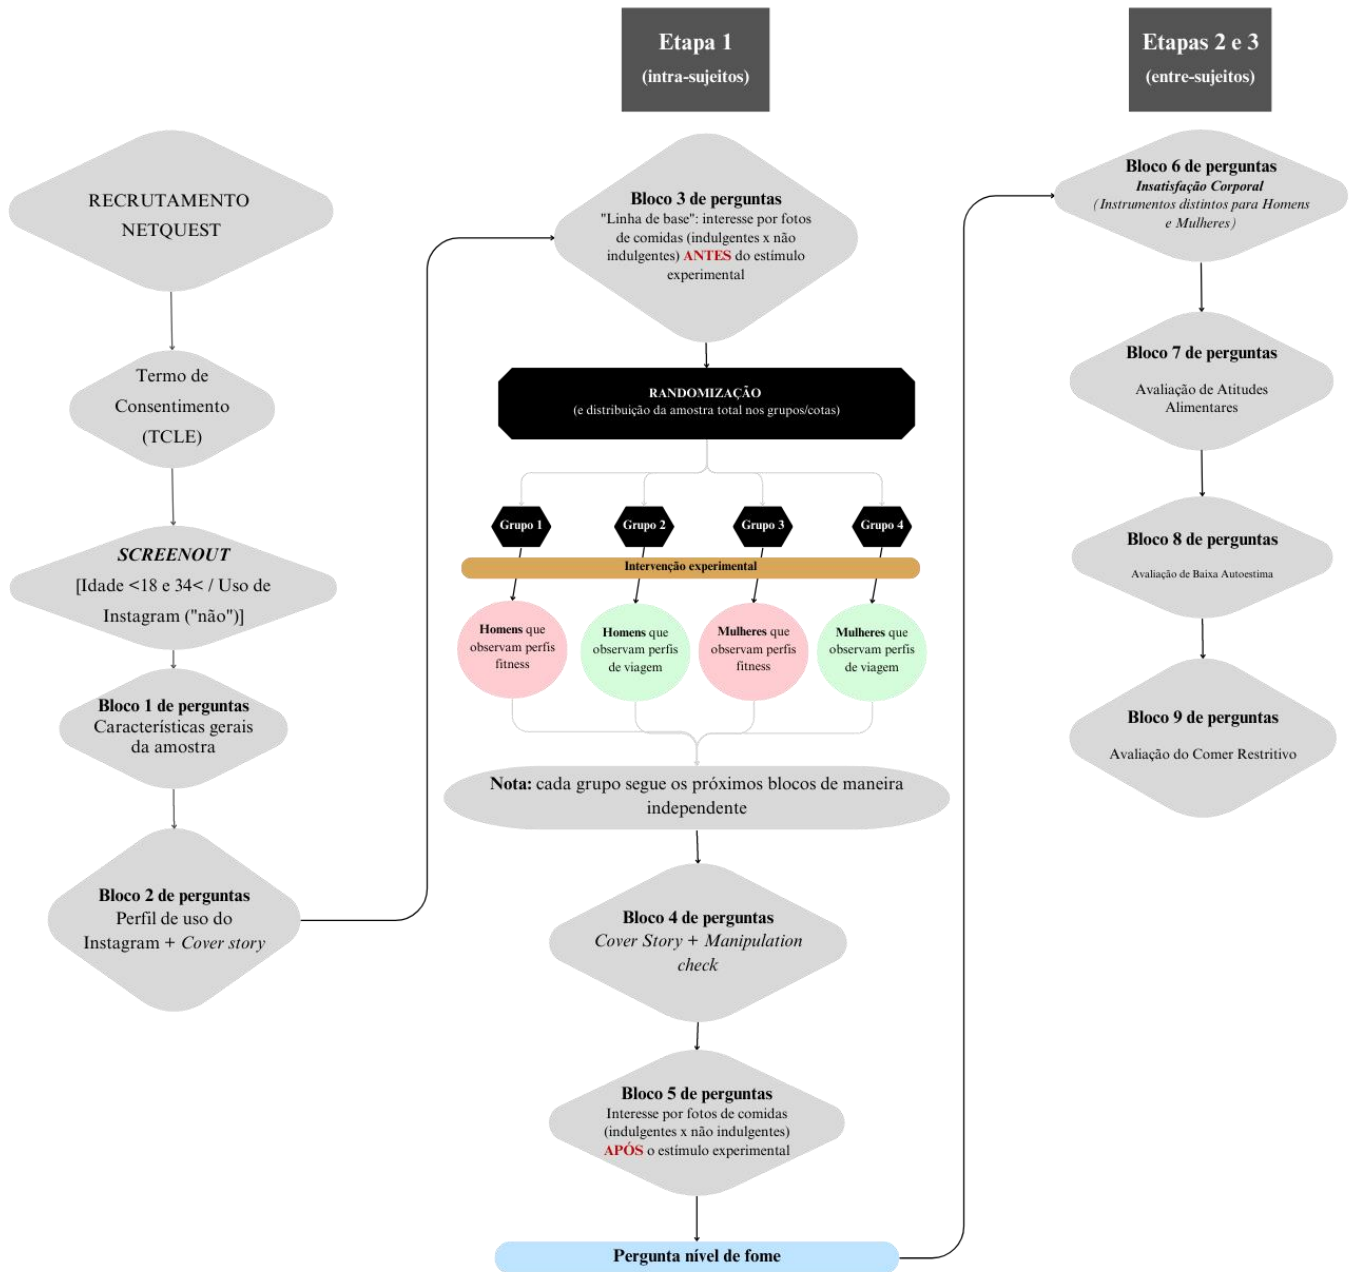 RECRUTAMENTO
NETQUEST
Termo de
Consentimento
(TCLE)
SCREENOUT
[Idade <18 e 34< / Uso de
Instagram ("não")]
Bloco 1 de perguntas
Características gerais
da amostra
Bloco 2 de perguntas
Perfil de uso do
Instagram + Cover story
Etapa 1
(intra-sujeitos)
Bloco 3 de perguntas
"Linha de base": interesse por fotos
de comidas (indulgentes x não
indulgentes) ANTES do estímulo
experimental
RANDOMIZAÇÃO
(e distribuição da amostra total nos grupos/cotas)
Grupo 1
Grupo 2
Grupo 3
Grupo 4
Intervenção experimental
Homens que
observam perfis
fitness
Homens que
observam perfis
de viagem
Mulheres que
observam perfis
fitness
Mulheres que
observam perfis
de viagem
Nota: cada grupo segue os próximos blocos de maneira
independente
Bloco 4 de perguntas
Cover Story + Manipulation
check
Bloco 5 de perguntas
Interesse por fotos de comidas
(indulgentes x não indulgentes)
APÓS o estímulo experimental
Pergunta nível de fome
Etapas 2 e 3
(entre-sujeitos)
Bloco 6 de perguntas
Insatisfação Corporal
(Instrumentos distintos para Homens
e Mulheres)
Bloco 7 de perguntas
Avaliação de Atitudes
Alimentares
Bloco 8 de perguntas
Avaliação de Baixa Autoestima
Bloco 9 de perguntas
Avaliação do Comer Restritivo